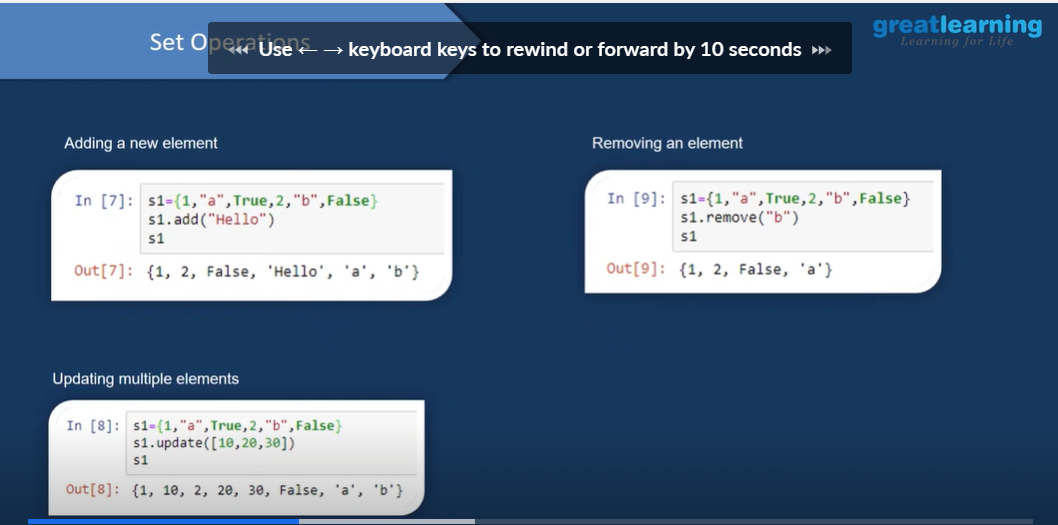 Set Operations
Use ← → keyboard keys to rewind or forward by 10 seconds
greatlearning
Learning for Life
Adding a new element
In [7]: s1={1,"a",True,2,"b",False}
s1.add("Hello")
s1
Out[7]: {1, 2, False, 'Hello', 'a', 'b'}
Removing an element
In [9]: s1={1,"a",True,2,"b",False}
s1.remove("b")
s1
Out[9]: {1, 2, False, 'a'}
Updating multiple elements
In [8]: s1={1,"a",True,2,"b",False}
s1.update([10,20,30])
s1
Out[8]: {1, 10, 2, 20, 30, False, 'a', 'b'}